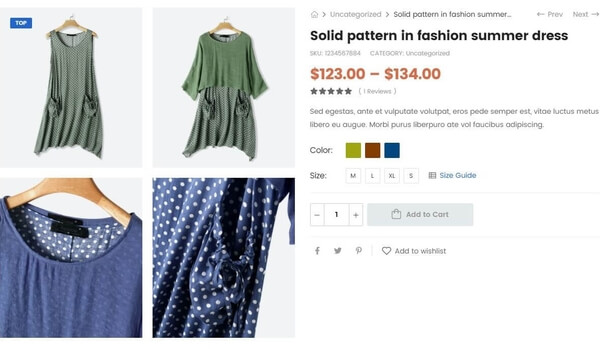 TOP
Uncategorized > Solid pattern in fashion summer...
Prev Next
Solid pattern in fashion summer dress
SKU: 1234567884 CATEGORY: Uncategorized
$123.00 – $134.00
( 1 Reviews )
Sed egestas, ante et vulputate volutpat, eros pede semper est, vitae luctus metus
libero eu augue. Morbi purus liberpuro ate vol faucibus adipiscing.
Color:
Size: M L XL S Size Guide
− 1 + Add to Cart
Add to wishlist